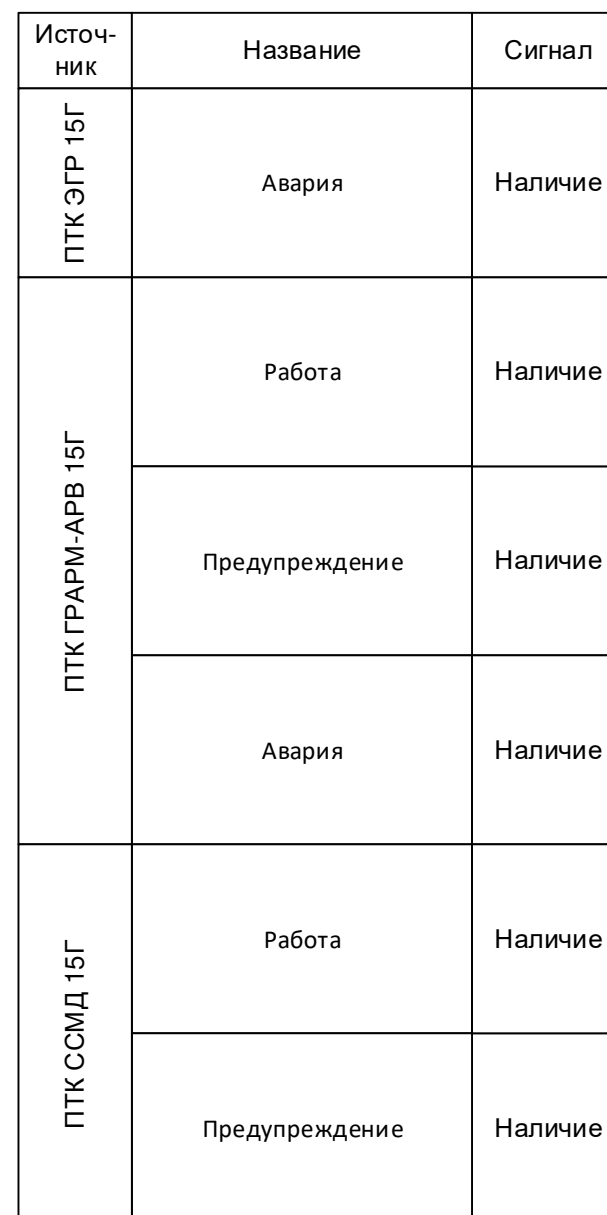 Источ-
ник
Название
Сигнал
ПТК ЭГР 15Г
Авария
Наличие
ПТК ГРАРМ-АРВ 15Г
Работа
Наличие
Предупреждение
Наличие
Авария
Наличие
ПТК ССМД 15Г
Работа
Наличие
Предупреждение
Наличие